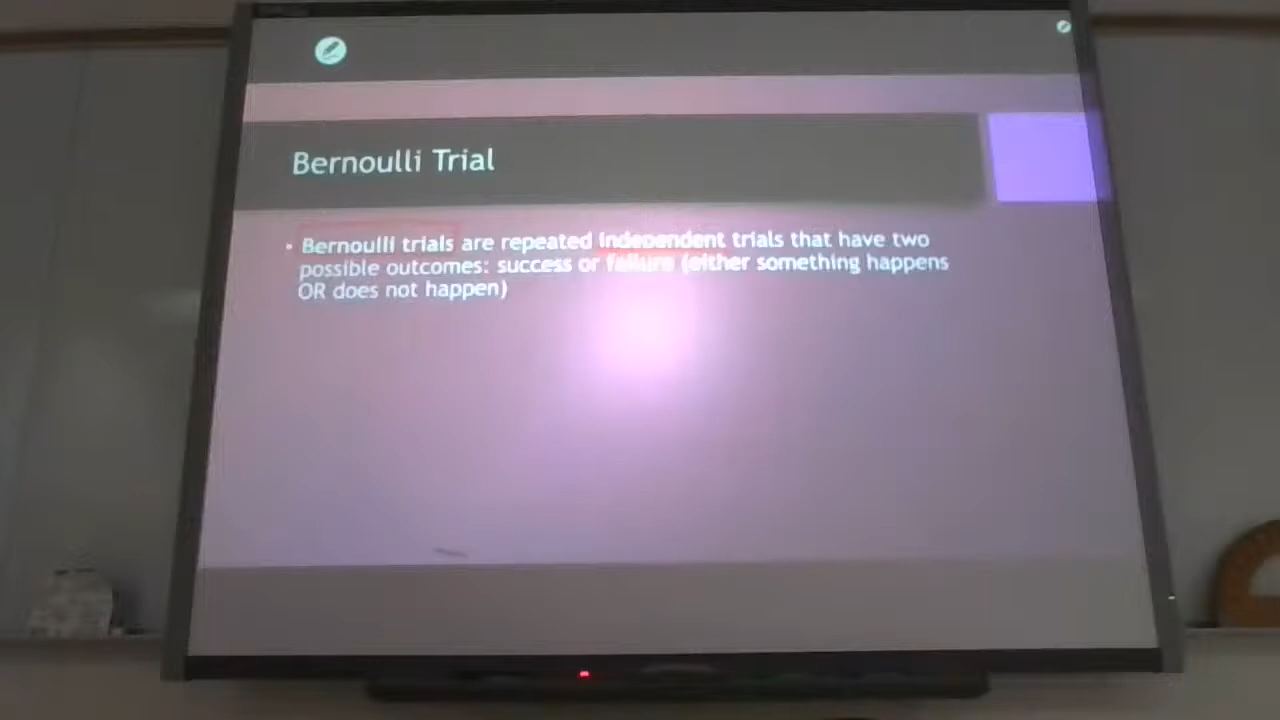 Bernoulli Trial
• Bernoulli trials are repeated independent trials that have two
possible outcomes: success or failure (either something happens
OR does not happen)